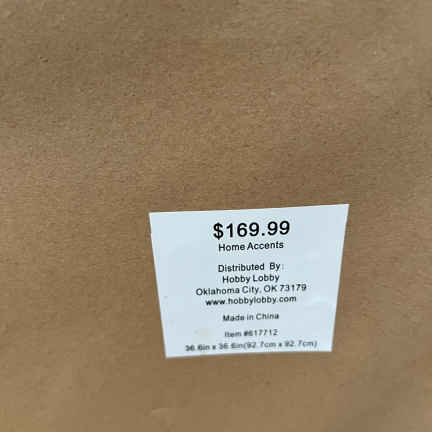 $169.99
Home Accents
Distributed By:
Hobby Lobby
Oklahoma City, OK 73179
www.hobbylobby.com
Made in China
Item #617712
36.6in x 36.6in(92.7cm x 92.7cm)